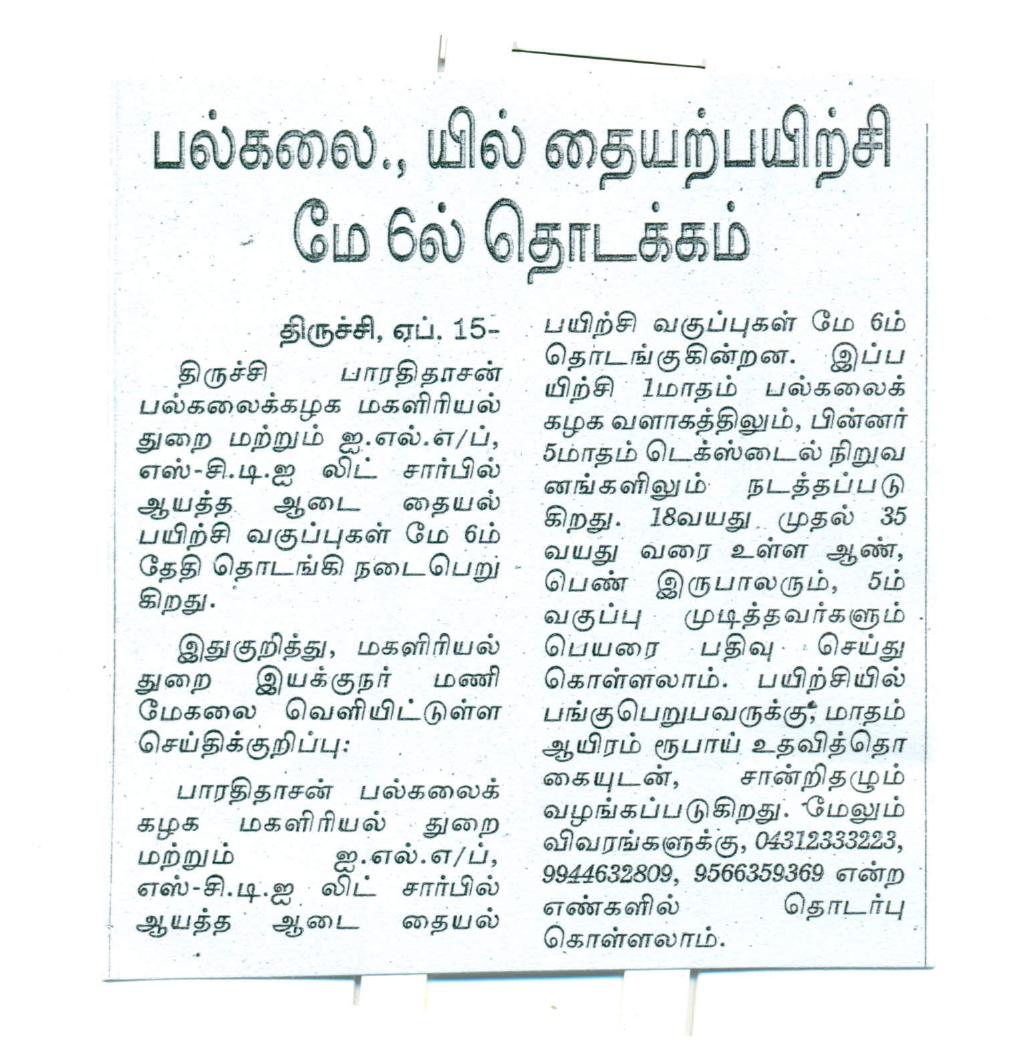 பல்கலை., யில் தையற்பயிற்சி
மே 6ல் தொடக்கம்
திருச்சி, ஏப். 15-
திருச்சி பாரதிதாசன்
பல்கலைக்கழக மகளிரியல்
துறை மற்றும் ஐ.எல்.எ/ப்,
எஸ்-சி.டி.ஐ லிட் சார்பில்
ஆயத்த ஆடை தையல்
பயிற்சி வகுப்புகள் மே 6ம்
தேதி தொடங்கி நடைபெறு
கிறது.
இதுகுறித்து, மகளிரியல்
துறை இயக்குநர் மணி
மேகலை வெளியிட்டுள்ள
செய்திக்குறிப்பு:
பாரதிதாசன் பல்கலைக்
கழக மகளிரியல் துறை
மற்றும் ஐ.எல்.எ/ப்,
எஸ்-சி.டி.ஐ லிட் சார்பில்
ஆயத்த ஆடை தையல்
பயிற்சி வகுப்புகள் மே 6ம்
தொடங்குகின்றன. இப்ப
யிற்சி 1மாதம் பல்கலைக்
கழக வளாகத்திலும், பின்னர்
5மாதம் டெக்ஸ்டைல் நிறுவ
னங்களிலும் நடத்தப்படு
கிறது. 18வயது முதல் 35
வயது வரை உள்ள ஆண்,
பெண் இருபாலரும், 5ம்
வகுப்பு முடித்தவர்களும்
பெயரை பதிவு செய்து
கொள்ளலாம். பயிற்சியில்
பங்குபெறுபவருக்கு, மாதம்
ஆயிரம் ரூபாய் உதவித்தொ
கையுடன், சான்றிதழும்
வழங்கப்படுகிறது. மேலும்
விவரங்களுக்கு, 04312333223,
9944632809, 9566359369 என்ற
எண்களில் தொடர்பு
கொள்ளலாம்.